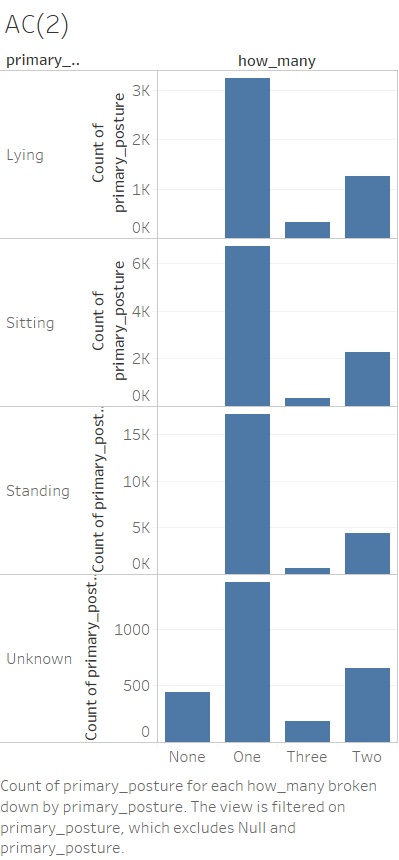 AC(2)
primary_..
how_many
Lying
Count of
primary_posture
3K
2K
1K
0K
Sitting
Count of
primary_posture
6K
4K
2K
0K
Standing
Count of primary_post..
15K
10K
5K
0K
Unknown
Count of primary_post..
1000
500
0
None One Three Two
Count of primary_posture for each how_many broken
down by primary_posture. The view is filtered on
primary_posture, which excludes Null and
primary_posture.